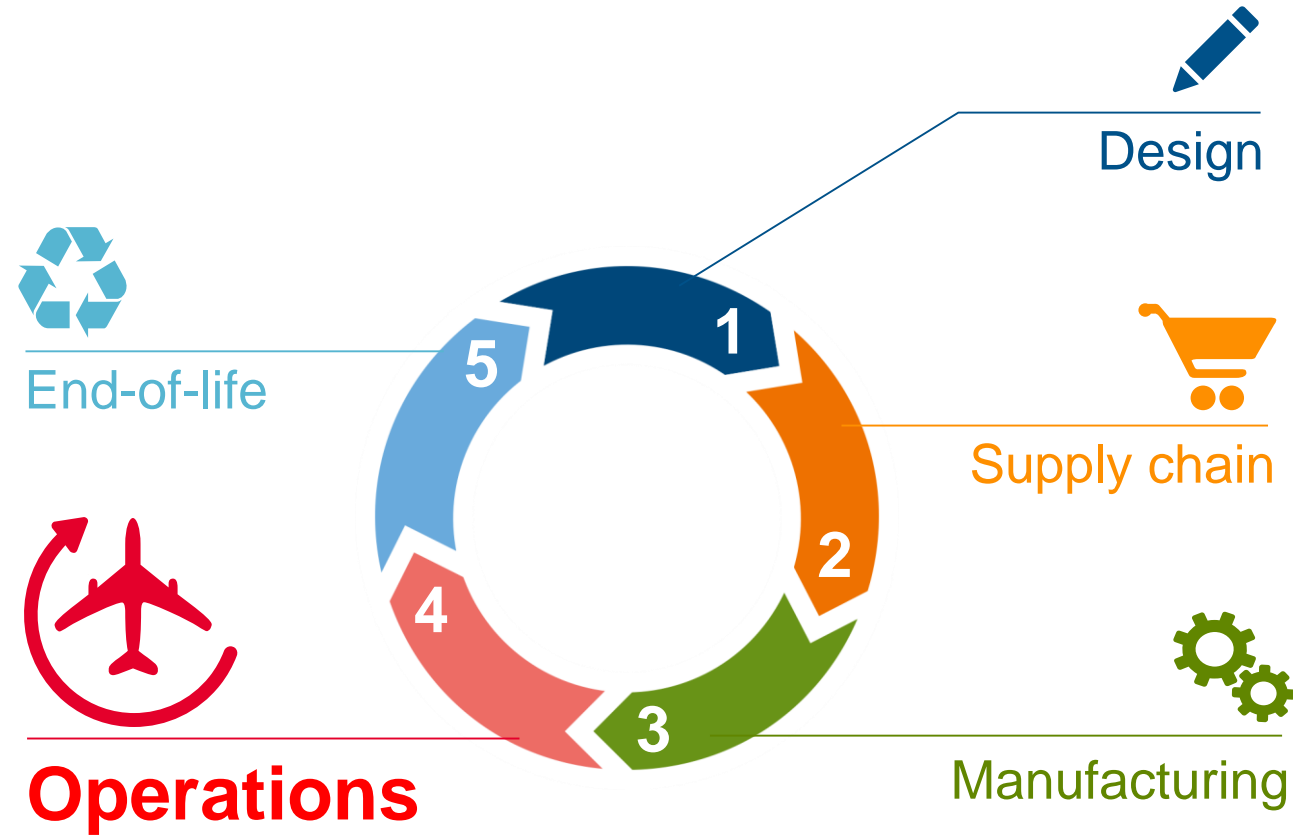 Design
1
5
End-of-life
Supply chain
2
4
3
Manufacturing
Operations